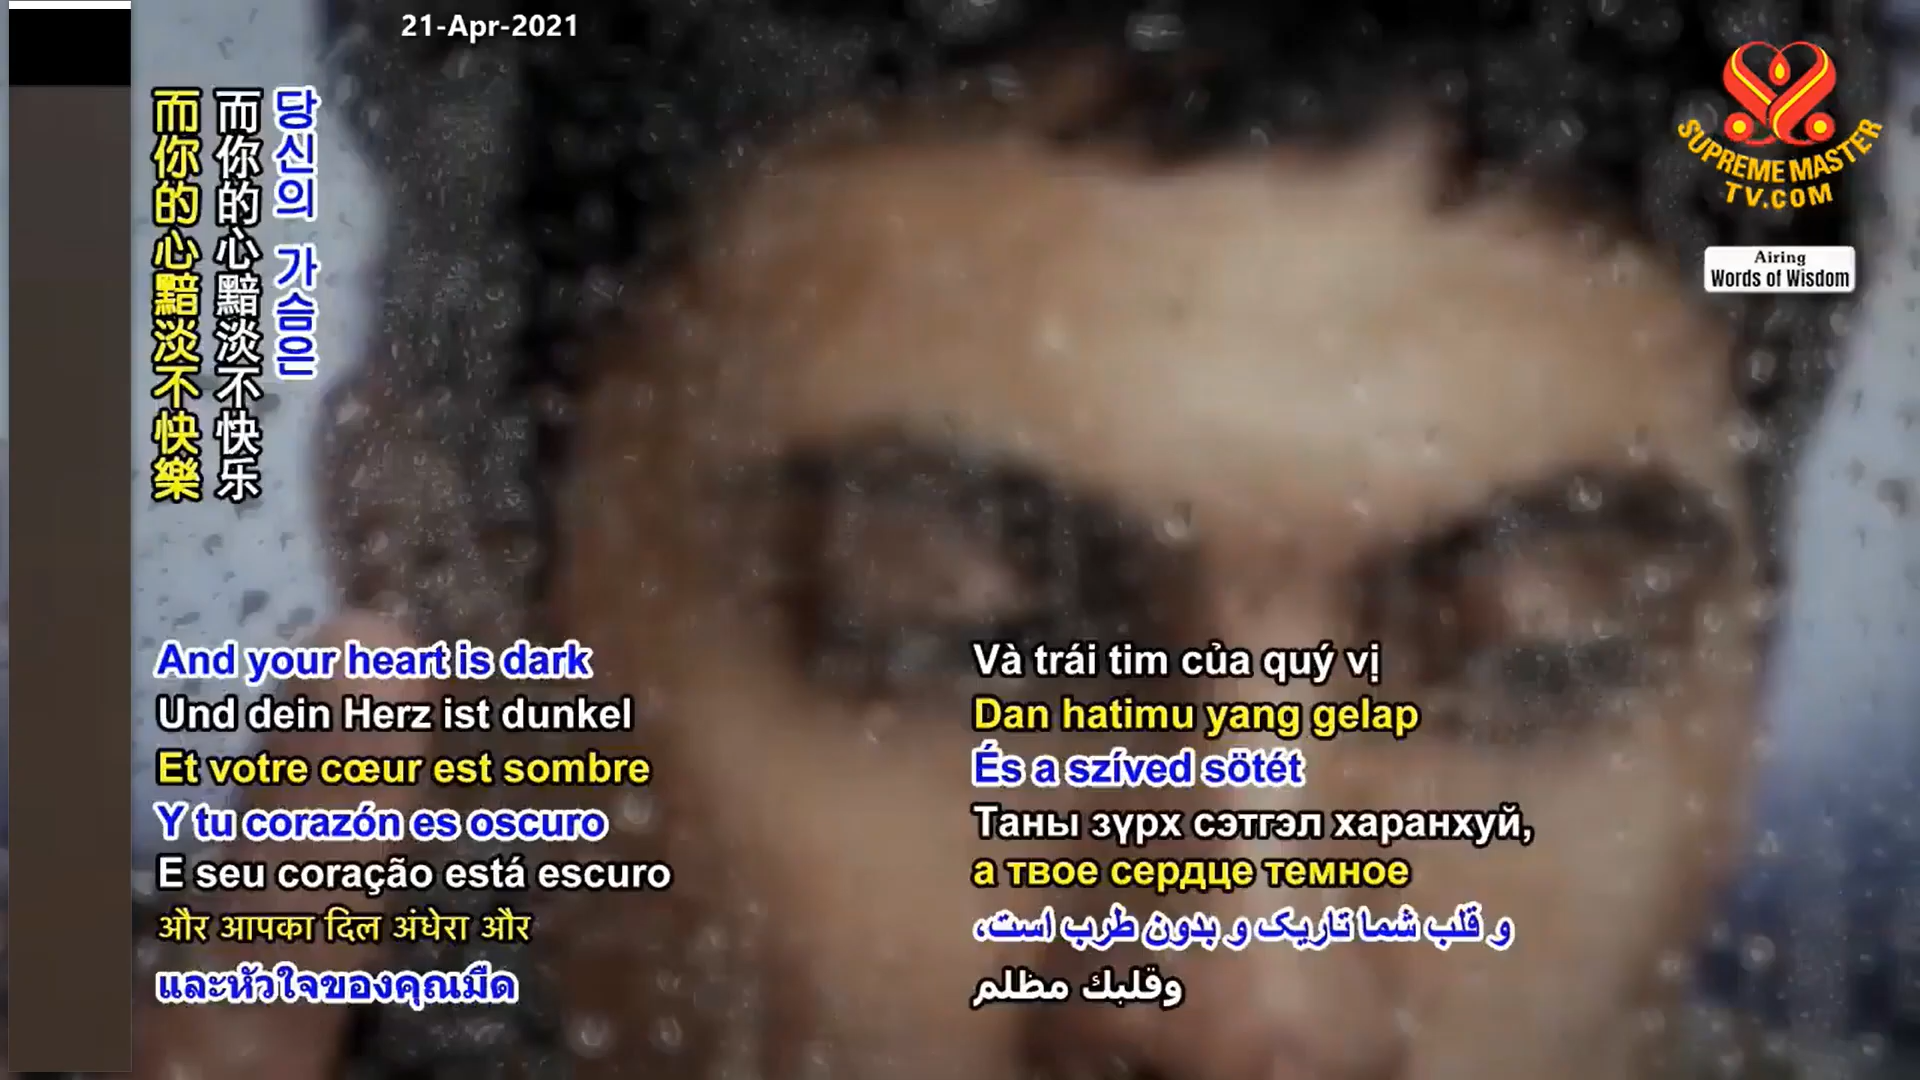 21-Apr-2021
SUPREME MASTER
TV.COM
Airing
Words of Wisdom
당신의 가슴은
而你的心黯淡不快乐
而你的心黯淡不快樂
And your heart is dark
Und dein Herz ist dunkel
Et votre cœur est sombre
Y tu corazón es oscuro
E seu coração está escuro
और आपका दिल अंधेरा और
และหัวใจของคุณมืด
Và trái tim của quý vị
Dan hatimu yang gelap
És a szíved sötét
Таны зүрх сэтгэл харанхуй,
а твое сердце темное
و قلب شما تاریک و بدون طرب است،
وقلبك مظلم